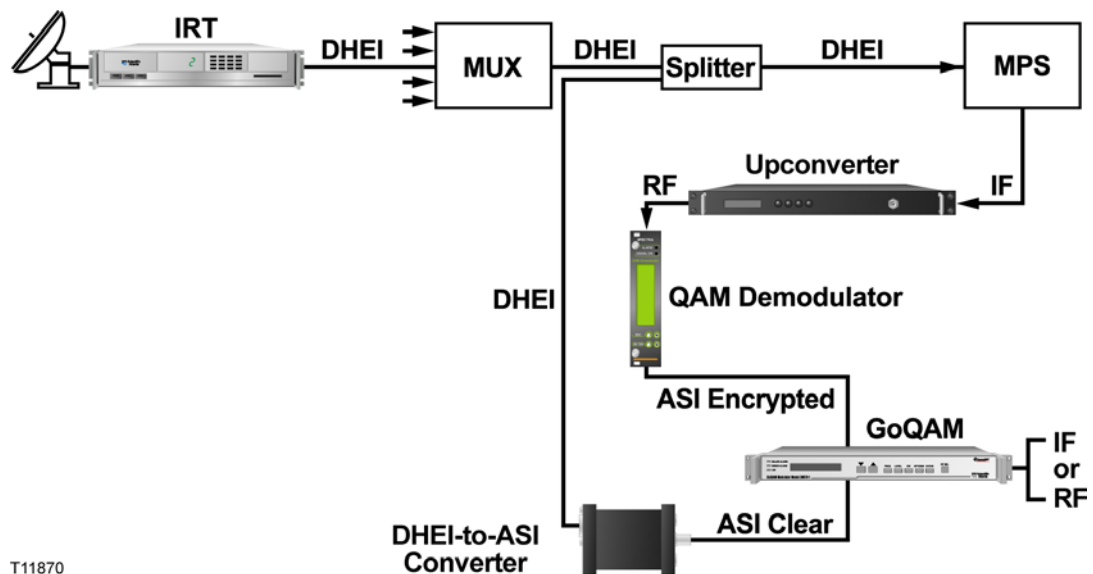 IRT
DHEI
MUX
DHEI
Splitter
DHEI
MPS
Upconverter
RF
IF
DHEI
QAM Demodulator
ASI Encrypted
GoQAM
IF
or
RF
DHEI-to-ASI
Converter
ASI Clear
T11870